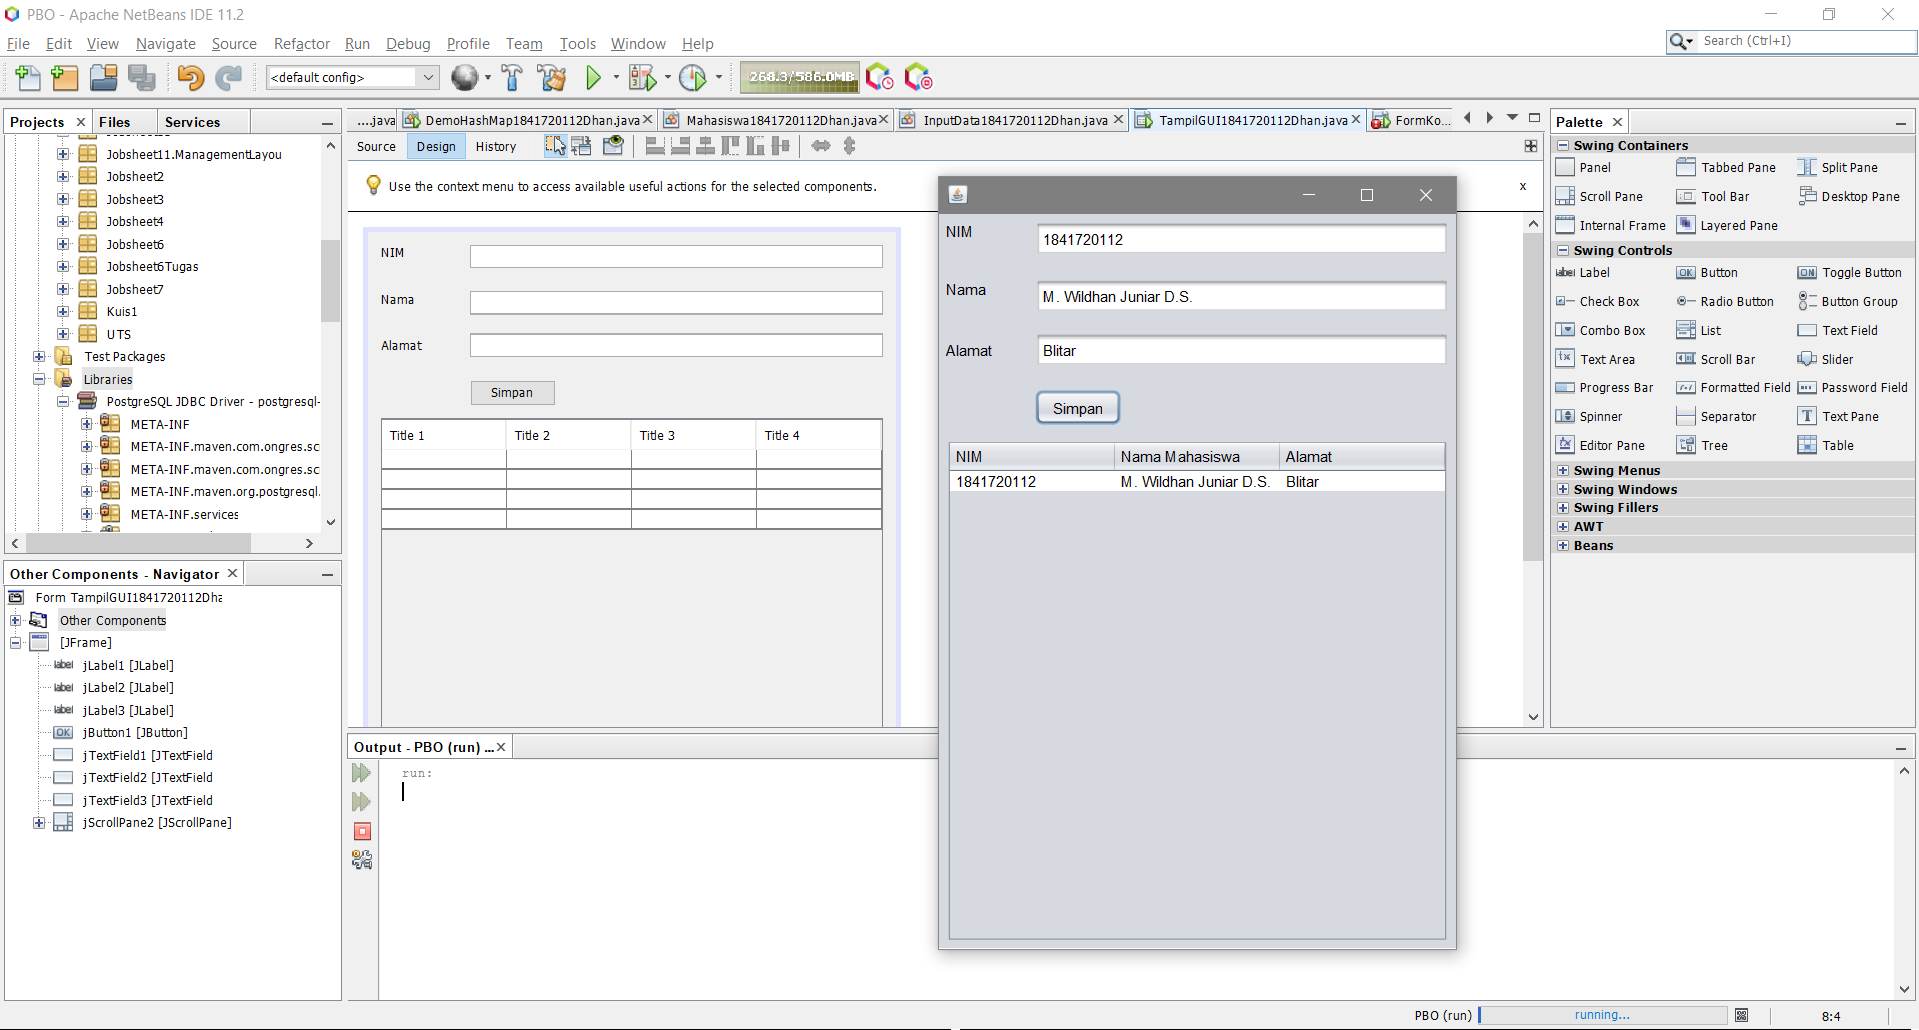 PBO - Apache NetBeans IDE 11.2
File Edit View Navigate Source Refactor Run Debug Profile Team Tools Window Help
Search (Ctrl+I)
<default config>
268.3/586.0MB
Projects Files Services
Jobsheet11.ManagementLayou
Jobsheet2
Jobsheet3
Jobsheet4
Jobsheet6
Jobsheet6Tugas
Jobsheet7
Kuis1
UTS
Test Packages
Libraries
PostgreSQL JDBC Driver - postgresql-
META-INF
META-INF.maven.com.ongres.sc
META-INF.maven.com.ongres.sc
META-INF.maven.org.postgresql.
META-INF.services
Other Components - Navigator
Form TampilGUI1841720112Dha
Other Components
[JFrame]
jLabel1 [JLabel]
jLabel2 [JLabel]
jLabel3 [JLabel]
jButton1 [JButton]
jTextField1 [JTextField
jTextField2 [JTextField
jTextField3 [JTextField
jScrollPane2 [JScrollPane]
...java DemoHashMap1841720112Dhan.java Mahasiswa1841720112Dhan.java InputData1841720112Dhan.java TampilGUI1841720112Dhan.java FormKo...
Source Design History
Use the context menu to access available useful actions for the selected components.
x
NIM
Nama
Alamat
Simpan
Title 1 Title 2 Title 3 Title 4
NIM 1841720112
Nama M. Wildhan Juniar D.S.
Alamat Blitar
Simpan
NIM Nama Mahasiswa Alamat
1841720112 M. Wildhan Juniar D.S. Blitar
Output - PBO (run) ...
run:
Palette
Swing Containers
Panel Tabbed Pane Split Pane
Scroll Pane Tool Bar Desktop Pane
Internal Frame Layered Pane
Swing Controls
label Label OK Button ON Toggle Button
Check Box Radio Button Button Group
Combo Box List Text Field
Text Area Scroll Bar Slider
Progress Bar Formatted Field Password Field
Spinner Separator Text Pane
Editor Pane Tree Table
Swing Menus
Swing Windows
Swing Fillers
AWT
Beans
PBO (run) running... 8:4